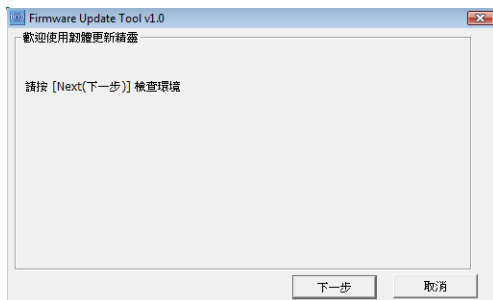 Firmware Update Tool v1.0
歡迎使用韌體更新精靈
請按 [Next(下一步)] 檢查環境
下一步
取消